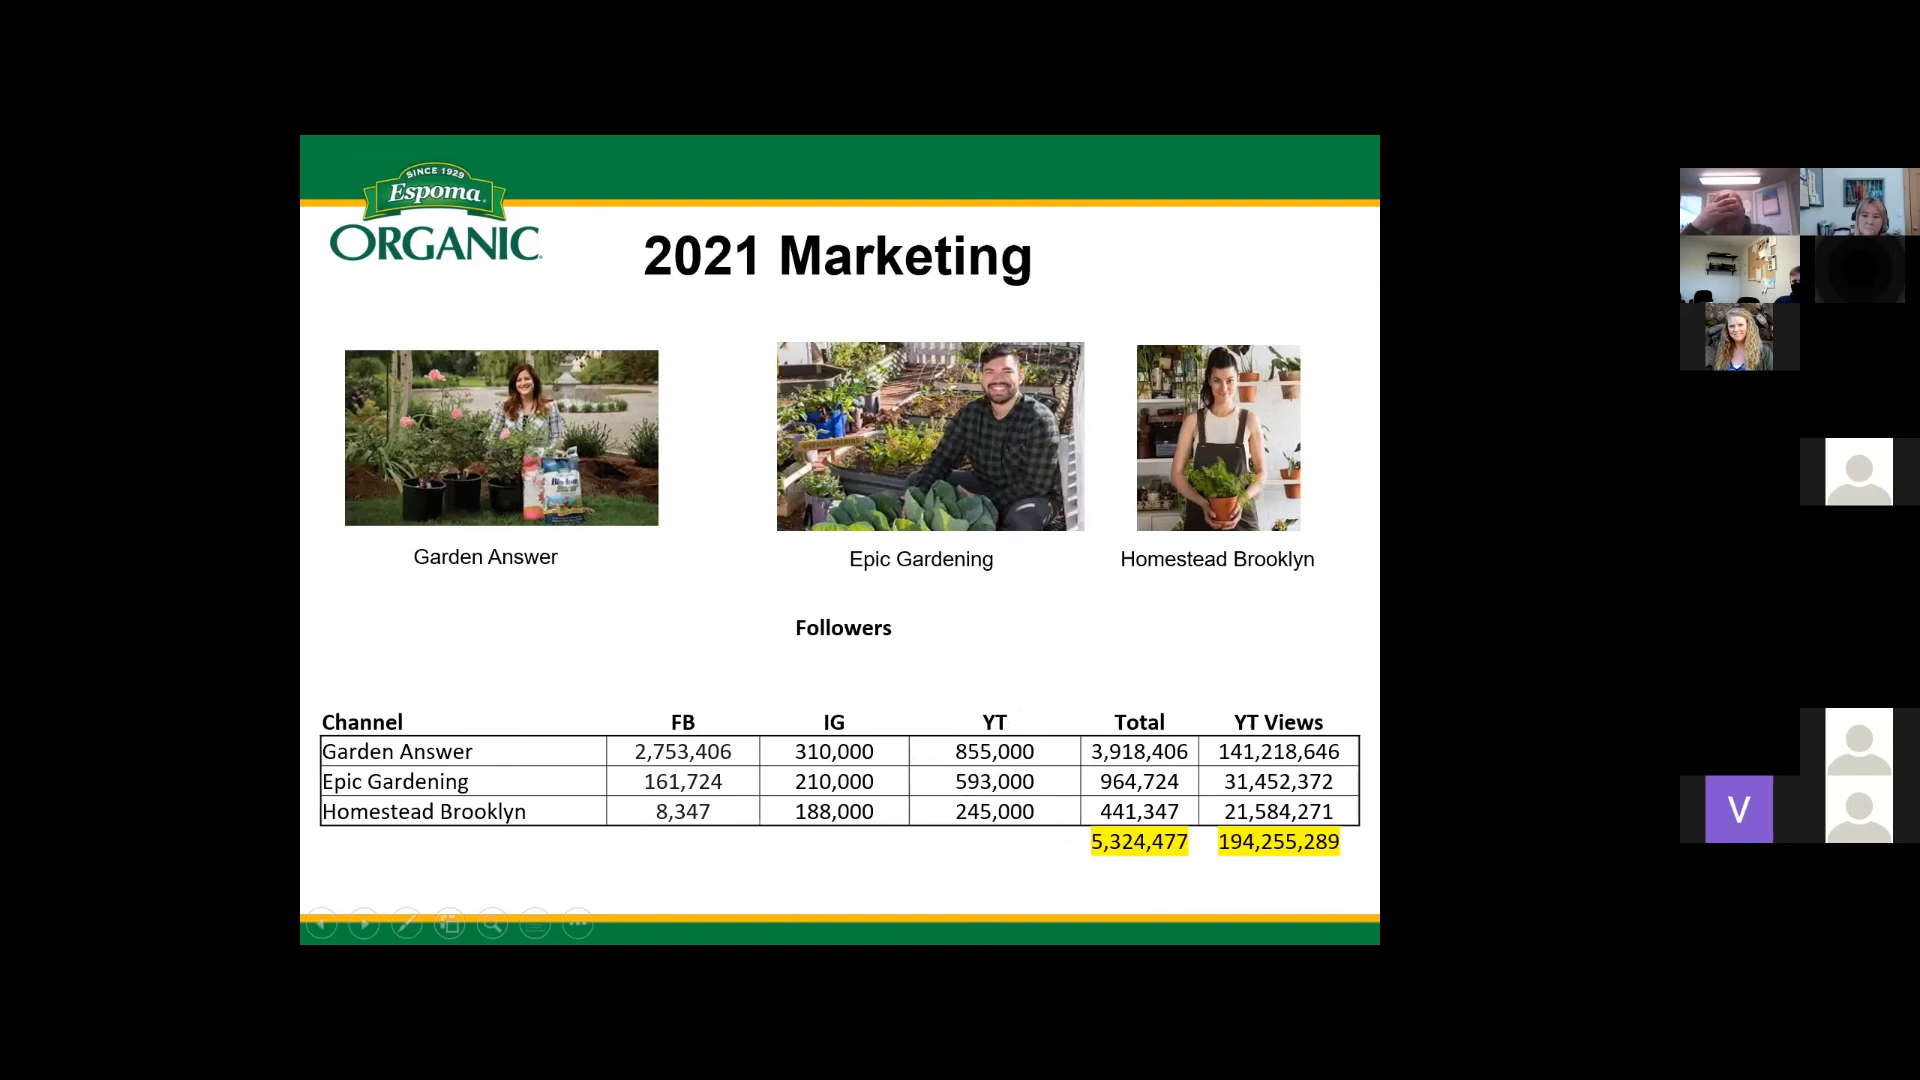 SINCE 1929
Espoma
ORGANIC
2021 Marketing
Garden Answer
Epic Gardening
Homestead Brooklyn
Followers
Channel FB IG YT Total YT Views
Garden Answer 2,753,406 310,000 855,000 3,918,406 141,218,646
Epic Gardening 161,724 210,000 593,000 964,724 31,452,372
Homestead Brooklyn 8,347 188,000 245,000 441,347 21,584,271
5,324,477 194,255,289
V